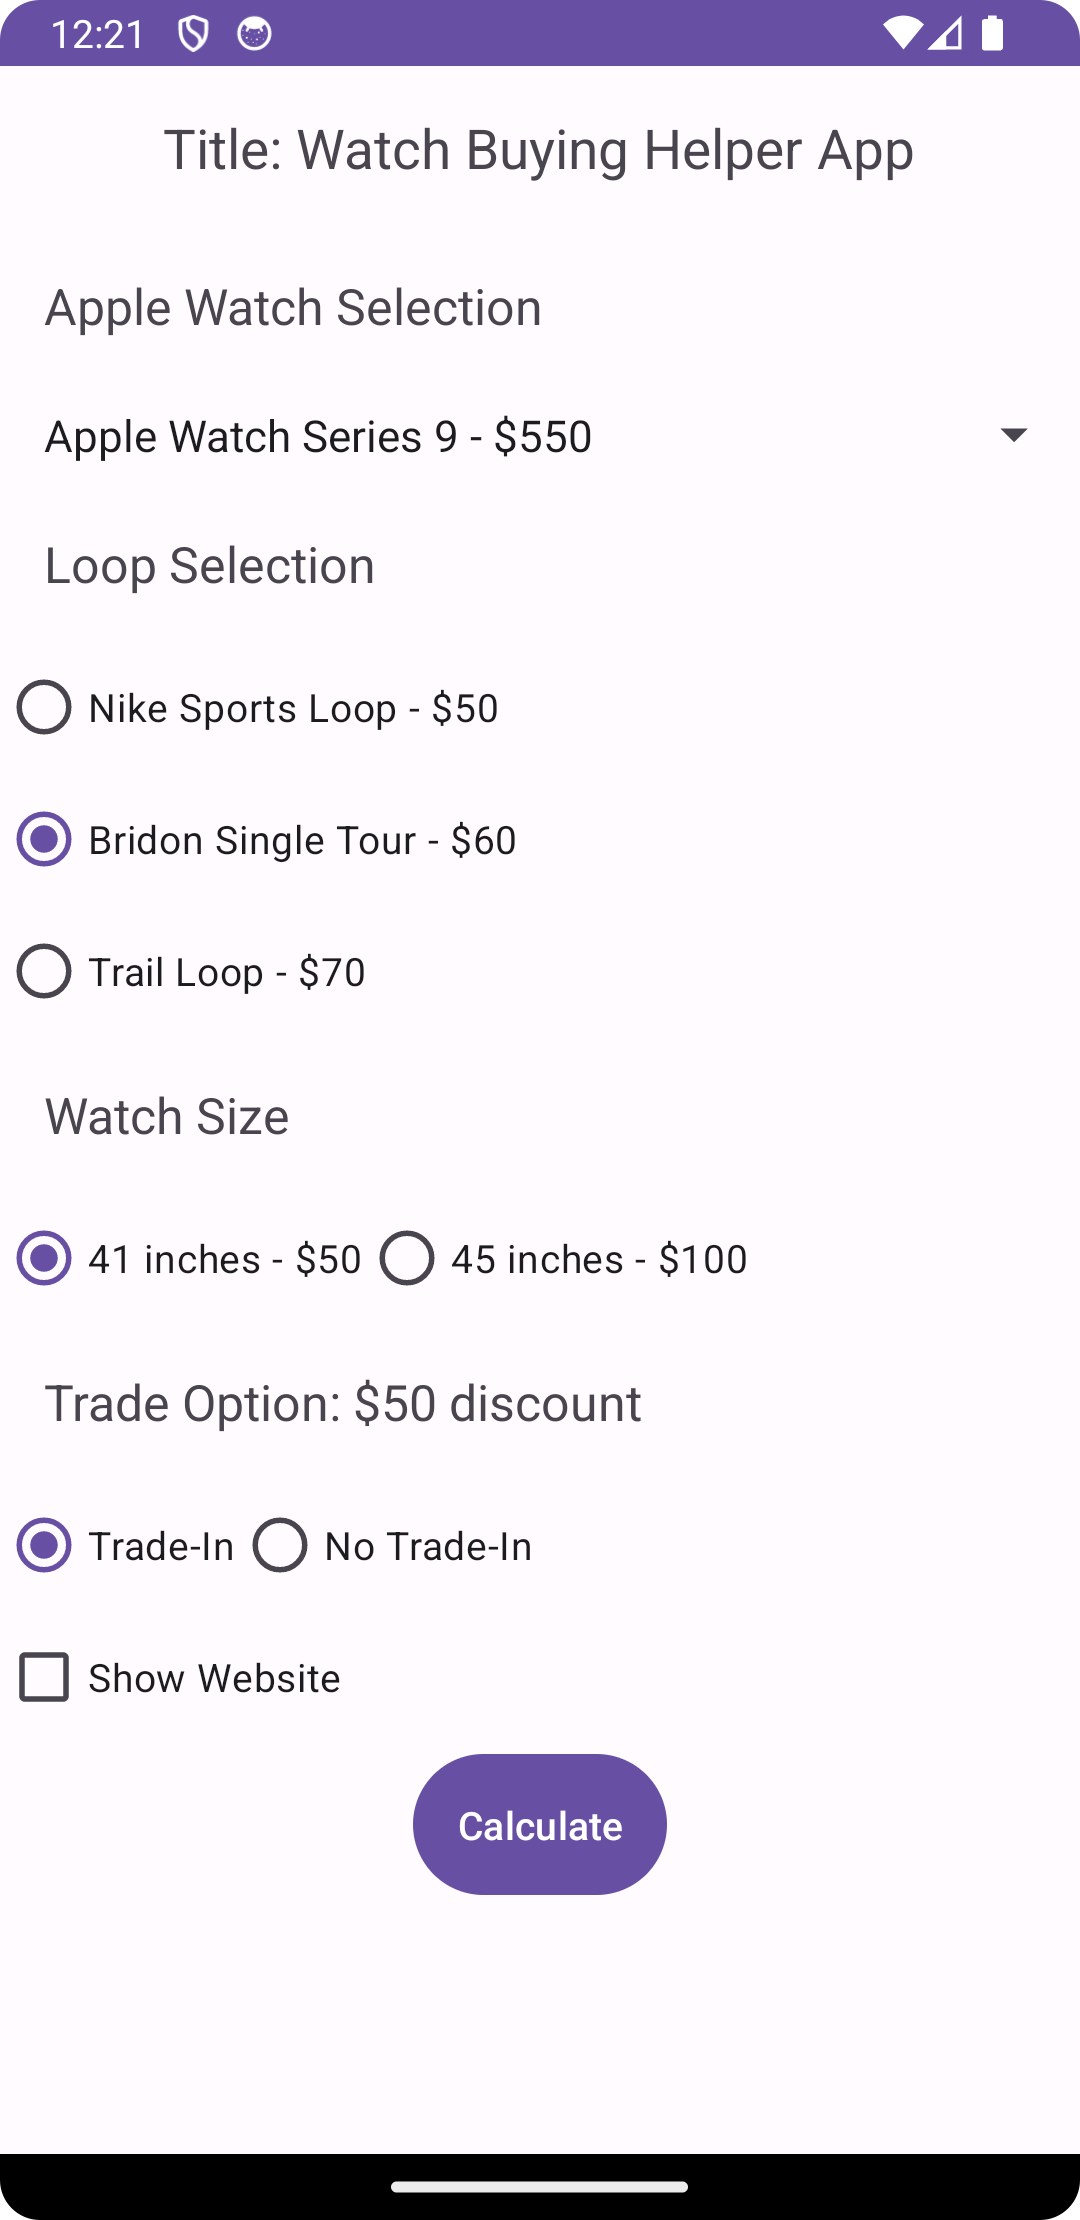 12:21
Title: Watch Buying Helper App
Apple Watch Selection
Apple Watch Series 9 - $550
Loop Selection
Nike Sports Loop - $50
Bridon Single Tour - $60
Trail Loop - $70
Watch Size
41 inches - $50 45 inches - $100
Trade Option: $50 discount
Trade-In No Trade-In
Show Website
Calculate